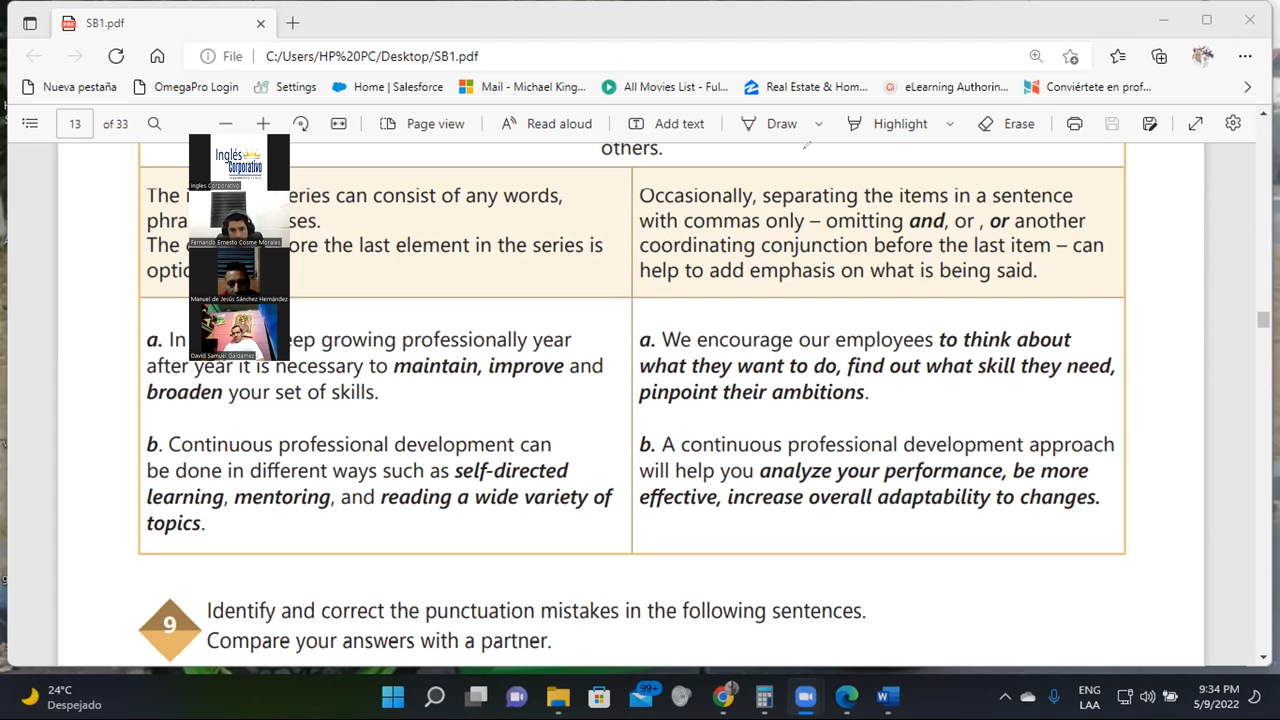 SB1.pdf
File
C:/Users/HP%20PC/Desktop/SB1.pdf
Nueva pestaña
OmegaPro Login
Settings
Home | Salesforce
Mail - Michael King...
All Movies List - Ful...
Real Estate & Hom...
eLearning Authorin...
Conviértete en prof...
13 of 33
Page view
Read aloud
Add text
Draw
Highlight
Erase
others.
Inglés
Corporativo
Ingles Corporativo
Fernando Ernesto Cosme Morales
Manuel de Jesús Sánchez Hernández
David Samuel Galdamez
The eries can consist of any words,
phra ses.
The ore the last element in the series is
optio
Occasionally, separating the items in a sentence
with commas only – omitting and, or , or another
coordinating conjunction before the last item – can
help to add emphasis on what is being said.
a. In eep growing professionally year
after year it is necessary to maintain, improve and
broaden your set of skills.
b. Continuous professional development can
be done in different ways such as self-directed
learning, mentoring, and reading a wide variety of
topics.
a. We encourage our employees to think about
what they want to do, find out what skill they need,
pinpoint their ambitions.
b. A continuous professional development approach
will help you analyze your performance, be more
effective, increase overall adaptability to changes.
9
Identify and correct the punctuation mistakes in the following sentences.
Compare your answers with a partner.
24°C
Despejado
99+
ENG
LAA
9:34 PM
5/9/2022